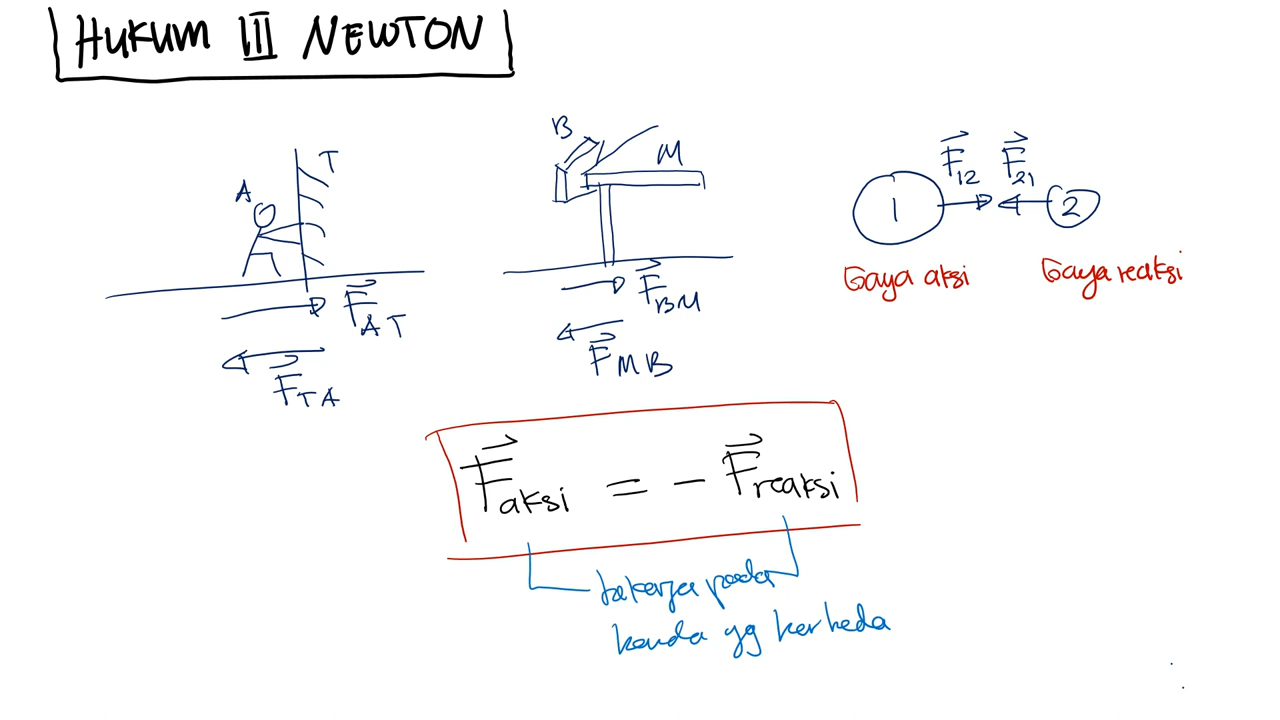 HUKUM III NEWTON
A
T
F⃗AT
F⃗TA
B
M
F⃗BM
F⃗MB
F⃗12 F⃗21
1 2
Gaya aksi Gaya reaksi
F⃗aksi = - F⃗reaksi
bekerja pada
benda yg berbeda